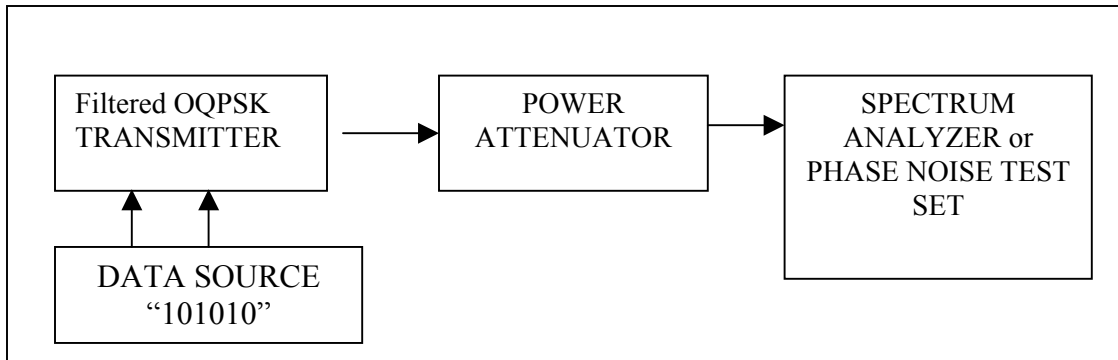 Filtered OQPSK
TRANSMITTER
POWER
ATTENUATOR
SPECTRUM
ANALYZER or
PHASE NOISE TEST
SET
DATA SOURCE
“101010”